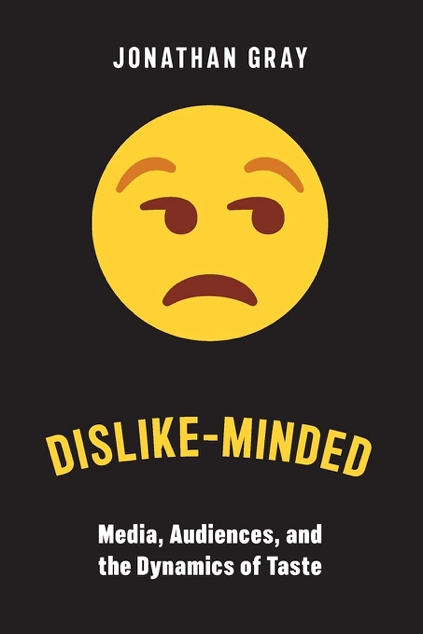 JONATHAN GRAY
DISLIKE-MINDED
Media, Audiences, and
the Dynamics of Taste